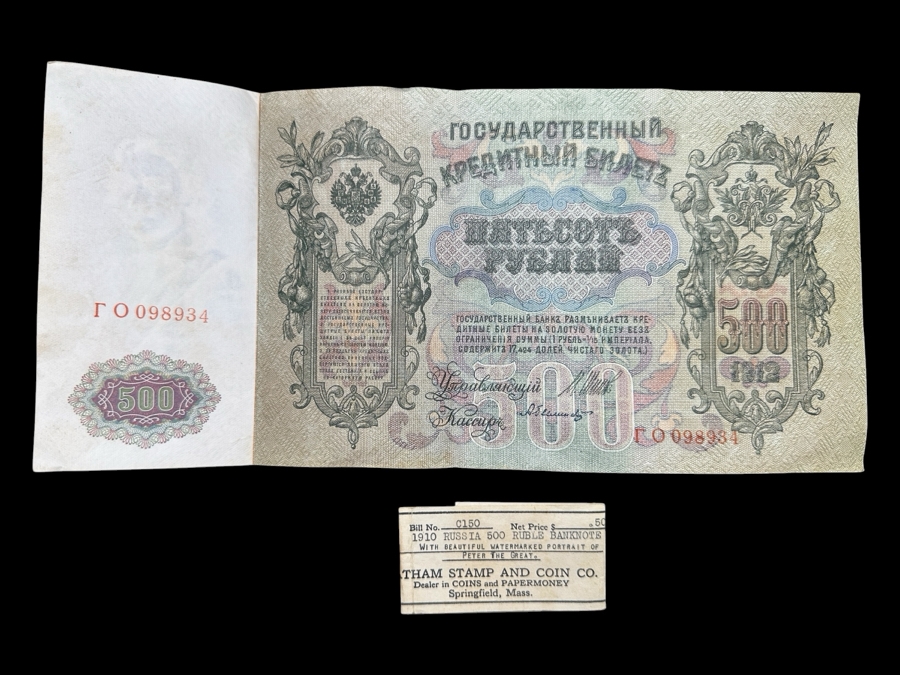 ГОСУДАРСТВЕННЫЙ
КРЕДИТНЫЙ БИЛЕТЪ
ПЯТЬСОТЪ
РУБЛЕЙ
ГО 098934
500
500
1912
ГОСУДАРСТВЕННЫЙ БАНКЪ РАЗМѢНИВАЕТЪ КРЕ-
ДИТНЫЕ БИЛЕТЫ НА ЗОЛОТУЮ МОНЕТУ БЕЗЪ
ОГРАНИЧЕНІЯ СУММЫ (1 РУБЛЬ=1/15 ИМПЕРІАЛА,
СОДЕРЖИТЪ 17,424 ДОЛЕЙ ЧИСТАГО ЗОЛОТА.)
Управляющій
Кассиръ
500
ГО 098934
Bill No. C150 Net Price $ .50
1910 RUSSIA 500 RUBLE BANKNOTE
WITH BEAUTIFUL WATERMARKED PORTRAIT OF
PETER THE GREAT.
THAM STAMP AND COIN CO.
Dealer in COINS and PAPERMONEY
Springfield, Mass.